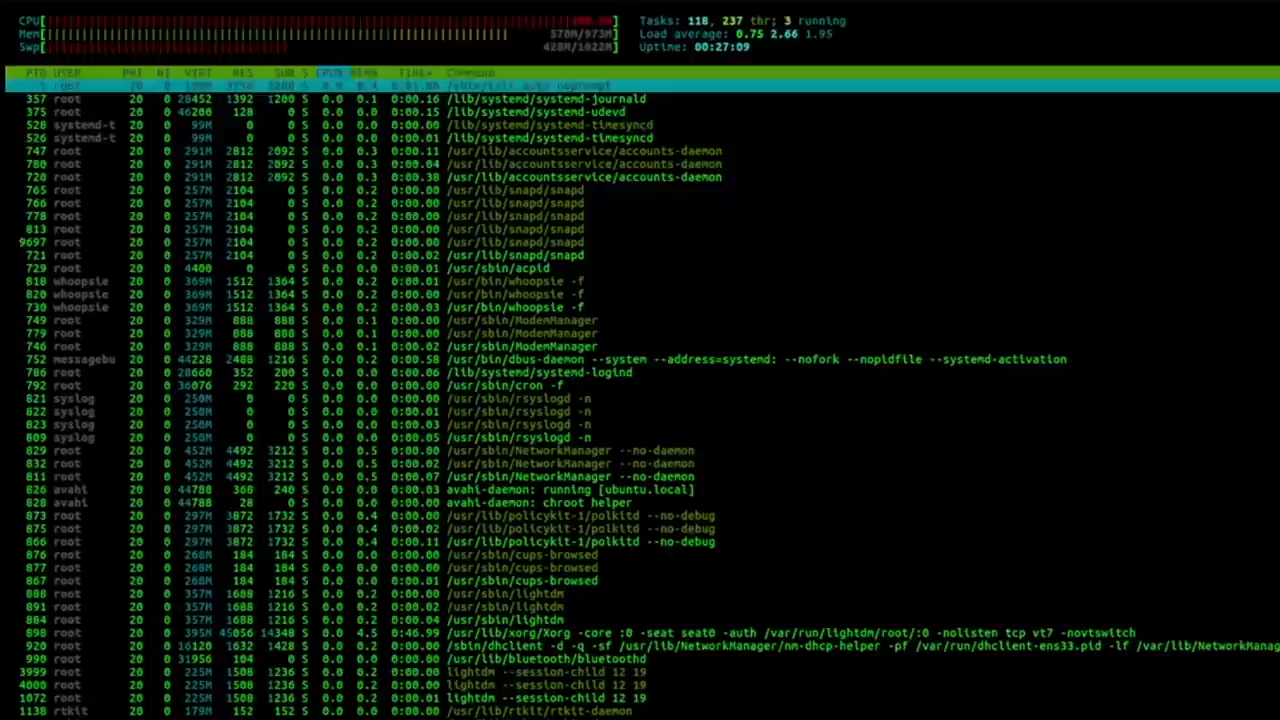 CPU[ ] Tasks: 118, 237 thr; 3 running
Mem[ 570M/973M] Load average: 0.75 2.66 1.95
Swp[ 428M/1022M] Uptime: 00:27:09
PID USER PRI NI VIRT RES SHR S CPU% MEM% TIME+ Command
357 root 20 0 28452 1392 1200 S 0.0 0.1 0:00.16 /lib/systemd/systemd-journald
375 root 20 0 46200 128 0 S 0.0 0.0 0:00.15 /lib/systemd/systemd-udevd
528 systemd-t 20 0 99M 0 0 S 0.0 0.0 0:00.00 /lib/systemd/systemd-timesyncd
526 systemd-t 20 0 99M 0 0 S 0.0 0.0 0:00.01 /lib/systemd/systemd-timesyncd
747 root 20 0 291M 2812 2092 S 0.0 0.3 0:00.11 /usr/lib/accountsservice/accounts-daemon
780 root 20 0 291M 2812 2092 S 0.0 0.3 0:00.04 /usr/lib/accountsservice/accounts-daemon
720 root 20 0 291M 2812 2092 S 0.0 0.3 0:00.38 /usr/lib/accountsservice/accounts-daemon
765 root 20 0 257M 2104 0 S 0.0 0.2 0:00.00 /usr/lib/snapd/snapd
766 root 20 0 257M 2104 0 S 0.0 0.2 0:00.00 /usr/lib/snapd/snapd
778 root 20 0 257M 2104 0 S 0.0 0.2 0:00.00 /usr/lib/snapd/snapd
813 root 20 0 257M 2104 0 S 0.0 0.2 0:00.00 /usr/lib/snapd/snapd
9697 root 20 0 257M 2104 0 S 0.0 0.2 0:00.00 /usr/lib/snapd/snapd
721 root 20 0 257M 2104 0 S 0.0 0.2 0:00.02 /usr/lib/snapd/snapd
729 root 20 0 4400 0 0 S 0.0 0.0 0:00.01 /usr/sbin/acpid
810 whoopsie 20 0 369M 1512 1364 S 0.0 0.2 0:00.01 /usr/bin/whoopsie -f
820 whoopsie 20 0 369M 1512 1364 S 0.0 0.2 0:00.00 /usr/bin/whoopsie -f
730 whoopsie 20 0 369M 1512 1364 S 0.0 0.2 0:00.03 /usr/bin/whoopsie -f
749 root 20 0 329M 888 888 S 0.0 0.1 0:00.00 /usr/sbin/ModemManager
779 root 20 0 329M 888 888 S 0.0 0.1 0:00.00 /usr/sbin/ModemManager
746 root 20 0 329M 888 888 S 0.0 0.1 0:00.02 /usr/sbin/ModemManager
752 messagebu 20 0 44228 2488 1216 S 0.0 0.2 0:00.58 /usr/bin/dbus-daemon --system --address=systemd: --nofork --nopidfile --systemd-activation
786 root 20 0 28660 352 200 S 0.0 0.0 0:00.06 /lib/systemd/systemd-logind
792 root 20 0 36076 292 220 S 0.0 0.0 0:00.00 /usr/sbin/cron -f
821 syslog 20 0 250M 0 0 S 0.0 0.0 0:00.00 /usr/sbin/rsyslogd -n
822 syslog 20 0 250M 0 0 S 0.0 0.0 0:00.01 /usr/sbin/rsyslogd -n
823 syslog 20 0 250M 0 0 S 0.0 0.0 0:00.03 /usr/sbin/rsyslogd -n
809 syslog 20 0 250M 0 0 S 0.0 0.0 0:00.05 /usr/sbin/rsyslogd -n
829 root 20 0 452M 4492 3212 S 0.0 0.5 0:00.00 /usr/sbin/NetworkManager --no-daemon
832 root 20 0 452M 4492 3212 S 0.0 0.5 0:00.02 /usr/sbin/NetworkManager --no-daemon
811 root 20 0 452M 4492 3212 S 0.0 0.5 0:00.07 /usr/sbin/NetworkManager --no-daemon
826 avahi 20 0 44788 368 240 S 0.0 0.0 0:00.03 avahi-daemon: running [ubuntu.local]
828 avahi 20 0 44788 28 0 S 0.0 0.0 0:00.00 avahi-daemon: chroot helper
873 root 20 0 297M 3872 1732 S 0.0 0.4 0:00.00 /usr/lib/policykit-1/polkitd --no-debug
875 root 20 0 297M 3872 1732 S 0.0 0.4 0:00.02 /usr/lib/policykit-1/polkitd --no-debug
866 root 20 0 297M 3872 1732 S 0.0 0.4 0:00.11 /usr/lib/policykit-1/polkitd --no-debug
876 root 20 0 268M 184 184 S 0.0 0.0 0:00.00 /usr/sbin/cups-browsed
877 root 20 0 268M 184 184 S 0.0 0.0 0:00.00 /usr/sbin/cups-browsed
867 root 20 0 268M 184 184 S 0.0 0.0 0:00.01 /usr/sbin/cups-browsed
888 root 20 0 357M 1688 1216 S 0.0 0.2 0:00.00 /usr/sbin/lightdm
891 root 20 0 357M 1688 1216 S 0.0 0.2 0:00.02 /usr/sbin/lightdm
884 root 20 0 357M 1688 1216 S 0.0 0.2 0:00.04 /usr/sbin/lightdm
898 root 20 0 395M 45056 14348 S 0.0 4.5 0:46.99 /usr/lib/xorg/Xorg -core :0 -seat seat0 -auth /var/run/lightdm/root/:0 -nolisten tcp vt7 -novtswitch
920 root 20 0 16120 1632 1428 S 0.0 0.2 0:00.00 /sbin/dhclient -d -q -sf /usr/lib/NetworkManager/nm-dhcp-helper -pf /var/run/dhclient-ens33.pid -lf /var/lib/NetworkManag
990 root 20 0 31956 104 0 S 0.0 0.0 0:00.00 /usr/lib/bluetooth/bluetoothd
3999 root 20 0 225M 1508 1236 S 0.0 0.2 0:00.00 lightdm --session-child 12 19
4000 root 20 0 225M 1508 1236 S 0.0 0.2 0:00.00 lightdm --session-child 12 19
1072 root 20 0 225M 1508 1236 S 0.0 0.2 0:00.01 lightdm --session-child 12 19
1138 rtkit 20 0 179M 152 152 S 0.0 0.0 0:00.00 /usr/lib/rtkit/rtkit-daemon